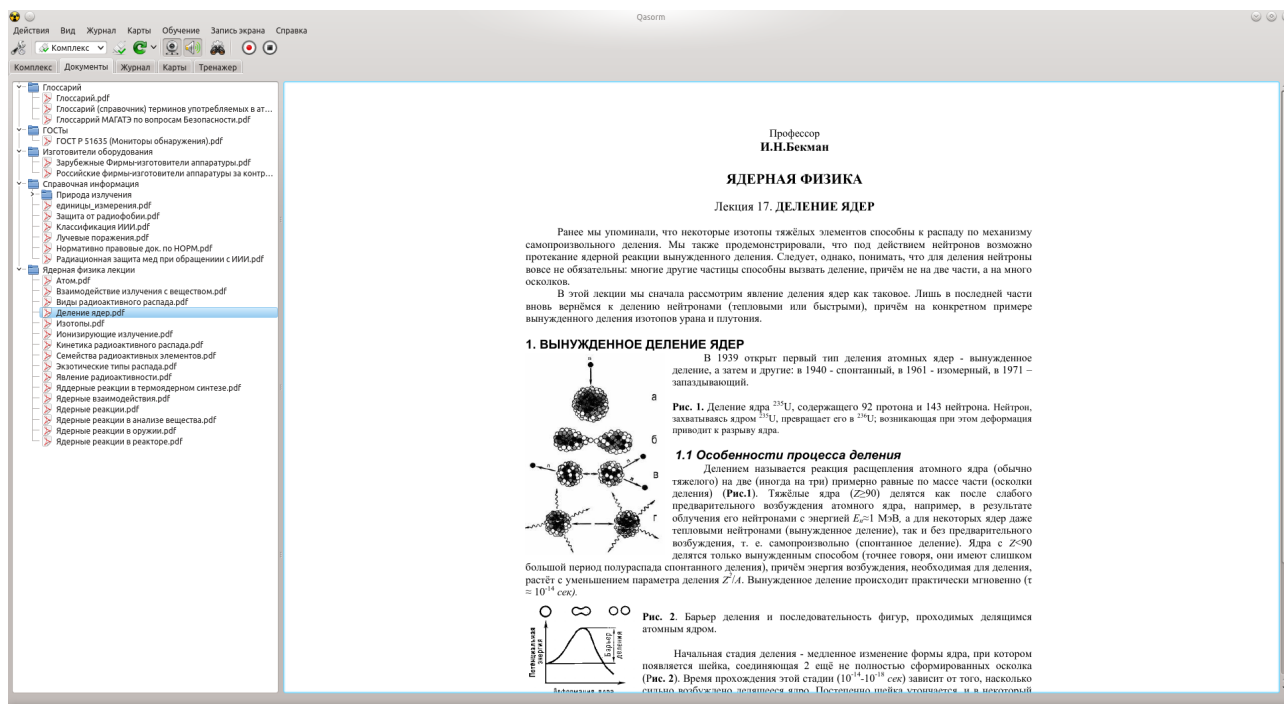 Qasorm
Действия Вид Журнал Карты Обучение Запись экрана Справка
Комплекс
Комплекс Документы Журнал Карты Тренажер
Глоссарий
Глоссарий.pdf
Глоссарий (справочник) терминов употребляемых в ат...
Глоссаррий МАГАТЭ по вопросам Безопасности.pdf
ГОСТы
ГОСТ Р 51635 (Мониторы обнаружения).pdf
Изготовители оборудования
Зарубежные Фирмы-изготовители аппаратуры.pdf
Российские фирмы-изготовители аппаратуры за контр...
Справочная информация
Природа излучения
единицы_измерения.pdf
Защита от радиофобии.pdf
Классификация ИИИ.pdf
Лучевые поражения.pdf
Нормативно правовые док. по НОРМ.pdf
Радиационная защита мед при обращениии с ИИИ.pdf
Ядерная физика лекции
Атом.pdf
Взаимодействие излучения с веществом.pdf
Виды радиоактивного распада.pdf
Деление ядер.pdf
Изотопы.pdf
Ионизирующие излучение.pdf
Кинетика радиоактивного распада.pdf
Семейства радиоактивных элементов.pdf
Экзотические типы распада.pdf
Явление радиоактивности.pdf
Яддерные реакции в термоядерном синтезе.pdf
Ядерные взаимодействия.pdf
Ядерные реакции.pdf
Ядерные реакции в анализе вещества.pdf
Ядерные реакции в оружии.pdf
Ядерные реакции в реакторе.pdf
Профессор
И.Н.Бекман
ЯДЕРНАЯ ФИЗИКА
Лекция 17. ДЕЛЕНИЕ ЯДЕР
Ранее мы упоминали, что некоторые изотопы тяжёлых элементов способны к распаду по механизму
самопроизвольного деления. Мы также продемонстрировали, что под действием нейтронов возможно
протекание ядерной реакции вынужденного деления. Следует, однако, понимать, что для деления нейтроны
вовсе не обязательны: многие другие частицы способны вызвать деление, причём не на две части, а на много
осколков.
В этой лекции мы сначала рассмотрим явление деления ядер как таковое. Лишь в последней части
вновь вернёмся к делению нейтронами (тепловыми или быстрыми), причём на конкретном примере
вынужденного деления изотопов урана и плутония.
1. ВЫНУЖДЕННОЕ ДЕЛЕНИЕ ЯДЕР
В 1939 открыт первый тип деления атомных ядер - вынужденное
деление, а затем и другие: в 1940 - спонтанный, в 1961 - изомерный, в 1971 –
запаздывающий.
n
а
б
n
n
в
г
Рис. 1. Деление ядра ²³⁵U, содержащего 92 протона и 143 нейтрона. Нейтрон,
захватываясь ядром ²³⁵U, превращает его в ²³⁶U; возникающая при этом деформация
приводит к разрыву ядра.
1.1 Особенности процесса деления
Делением называется реакция расщепления атомного ядра (обычно
тяжелого) на две (иногда на три) примерно равные по массе части (осколки
деления) (Рис.1). Тяжёлые ядра (Z≥90) делятся как после слабого
предварительного возбуждения атомного ядра, например, в результате
облучения его нейтронами с энергией Eₙ≈1 МэВ, а для некоторых ядер даже
тепловыми нейтронами (вынужденное деление), так и без предварительного
возбуждения, т. е. самопроизвольно (спонтанное деление). Ядра с Z<90
делятся только вынужденным способом (точнее говоря, они имеют слишком
большой период полураспада спонтанного деления), причём энергия возбуждения, необходимая для деления,
растёт с уменьшением параметра деления Z²/A. Вынужденное деление происходит практически мгновенно (τ
≈ 10⁻¹⁴ сек).
Потенциальная
энергия
Барьер
деления
Деформация ядра
Рис. 2. Барьер деления и последовательность фигур, проходимых делящимся
атомным ядром.
Начальная стадия деления - медленное изменение формы ядра, при котором
появляется шейка, соединяющая 2 ещё не полностью сформированных осколка
(Рис. 2). Время прохождения этой стадии (10⁻¹⁴-10⁻¹⁸ сек) зависит от того, насколько
сильно возбуждено делящееся ядро. Постепенно шейка утончается, и в некоторый